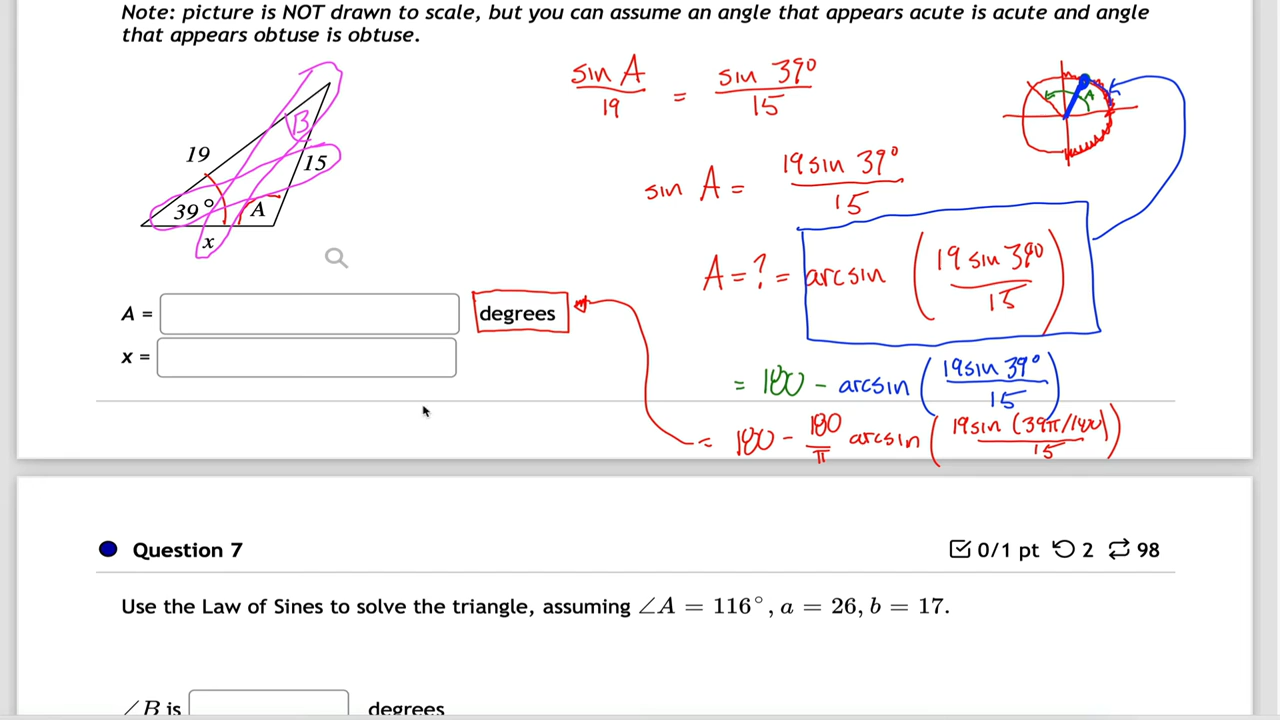 Note: picture is NOT drawn to scale, but you can assume an angle that appears acute is acute and angle
that appears obtuse is obtuse.
sin A / 19 = sin 39° / 15
A
B
19
15
39°
A
x
sin A = 19 sin 39° / 15
A = ? = arcsin (19 sin 39° / 15)
A =
degrees
x =
= 180 - arcsin (19 sin 39° / 15)
= 180 - 180/π arcsin (19 sin (39π/180) / 15)
Question 7
0/1 pt 2 98
Use the Law of Sines to solve the triangle, assuming ∠A = 116°, a = 26, b = 17.
∠B is
degrees